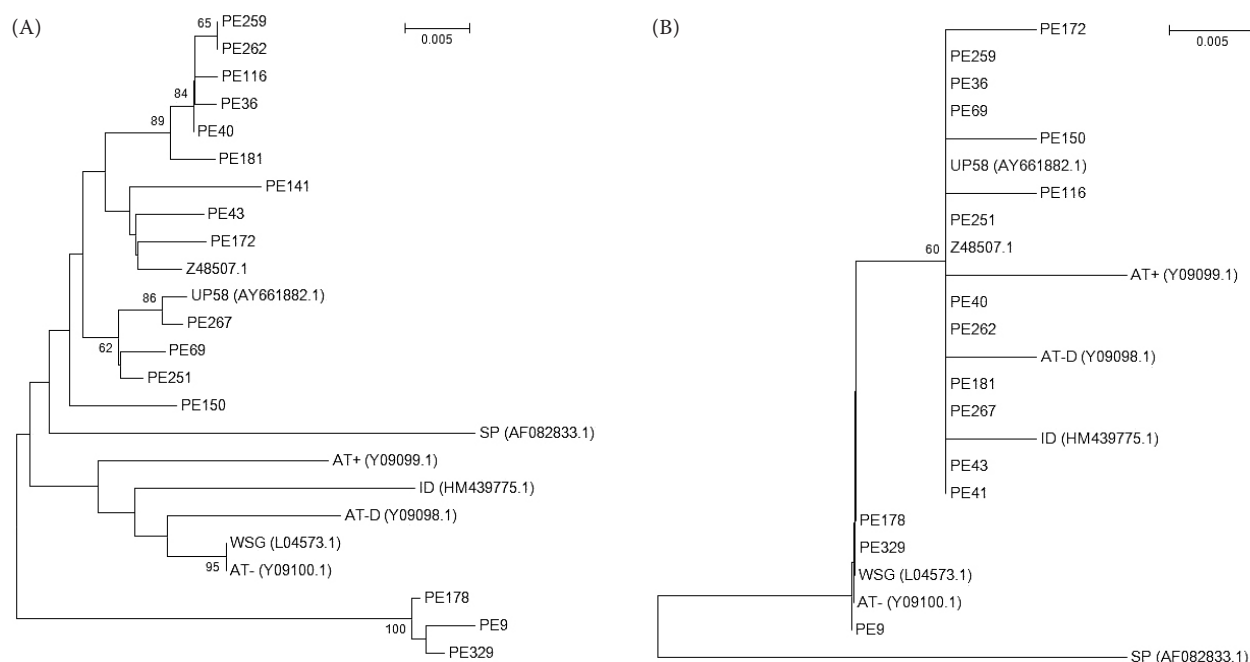 (A)
0.005
65
PE259
PE262
PE116
84
PE36
89
PE40
PE181
PE141
PE43
PE172
Z48507.1
86
UP58 (AY661882.1)
PE267
62
PE69
PE251
PE150
SP (AF082833.1)
AT+ (Y09099.1)
ID (HM439775.1)
AT-D (Y09098.1)
WSG (L04573.1)
95
AT- (Y09100.1)
PE178
100
PE9
PE329
(B)
0.005
PE172
PE259
PE36
PE69
PE150
UP58 (AY661882.1)
PE116
PE251
60
Z48507.1
AT+ (Y09099.1)
PE40
PE262
AT-D (Y09098.1)
PE181
PE267
ID (HM439775.1)
PE43
PE41
PE178
PE329
WSG (L04573.1)
AT- (Y09100.1)
PE9
SP (AF082833.1)